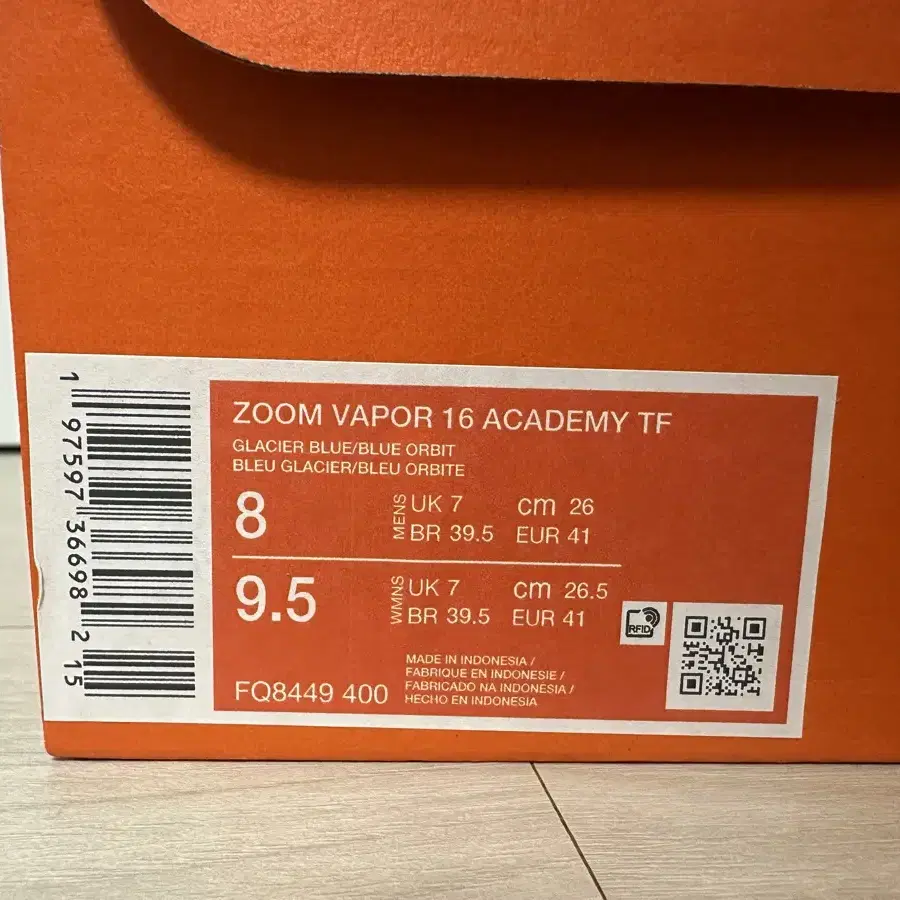 ZOOM VAPOR 16 ACADEMY TF
GLACIER BLUE/BLUE ORBIT
BLEU GLACIER/BLEU ORBITE
8 MENS UK 7 cm 26
BR 39.5 EUR 41
9.5 WMNS UK 7 cm 26.5
BR 39.5 EUR 41
RFID
MADE IN INDONESIA /
FABRIQUE EN INDONESIE /
FABRICADO NA INDONESIA /
HECHO EN INDONESIA
FQ8449 400
1 97597 36698 2 15